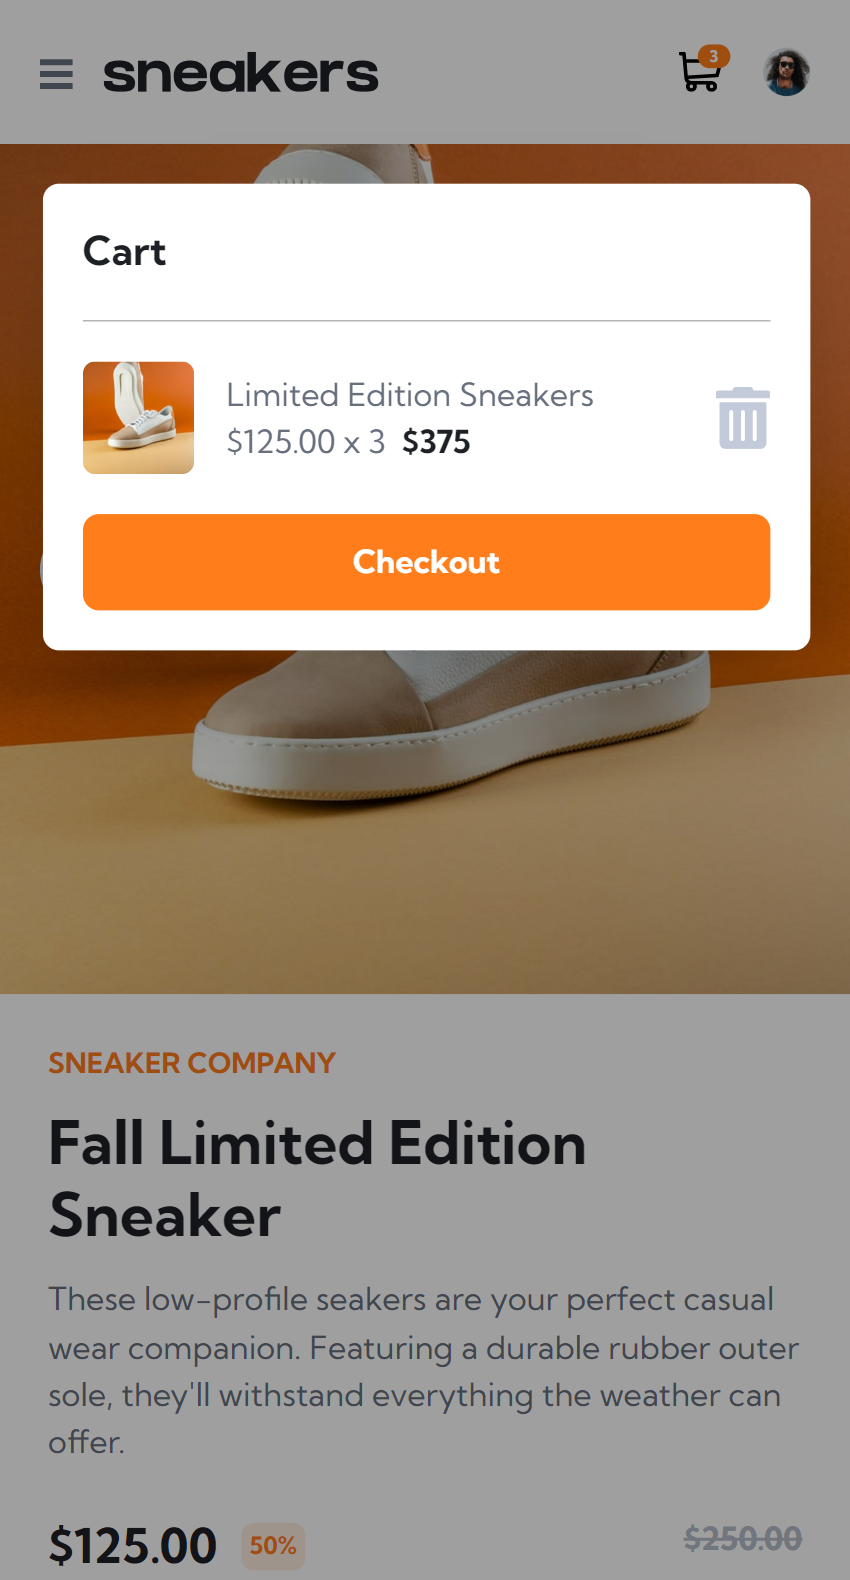 sneakers
3
Cart
Limited Edition Sneakers
$125.00 x 3 $375
Checkout
SNEAKER COMPANY
Fall Limited Edition
Sneaker
These low-profile seakers are your perfect casual
wear companion. Featuring a durable rubber outer
sole, they'll withstand everything the weather can
offer.
$125.00 50% $250.00